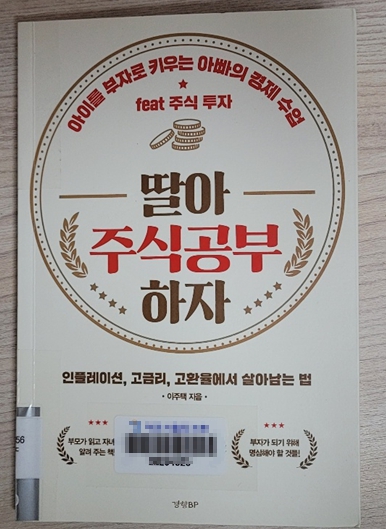 아이를 부자로 키우는 아빠의 경제 수업
feat 주식 투자
딸아
주식공부
하자
인플레이션, 고금리, 고환율에서 살아남는 법
이주택 지음
부모가 읽고 자녀
알려 주는 책
부자가 되기 위해
명심해야 할 것들!
경향BP
56